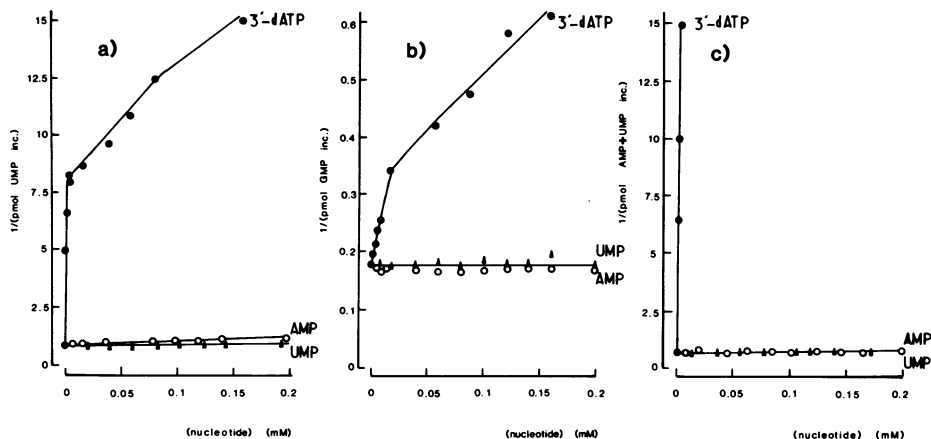 a)
1/(pmol UMP inc.)
15
12.5
10
7.5
5
2.5
0
3´-dATP
AMP
UMP
0 0.05 0.1 0.15 0.2
(nucleotide) (mM)
b)
1/(pmol GMP inc.)
0.6
0.5
0.4
0.3
0.2
0.1
0
3´-dATP
UMP
AMP
0 0.05 0.1 0.15 0.2
(nucleotide) (mM)
c)
1/(pmol AMP+UMP inc.)
15
12.5
10
7.5
5
2.5
0
3´-dATP
AMP
UMP
0 0.05 0.1 0.15 0.2
(nucleotide) (mM)